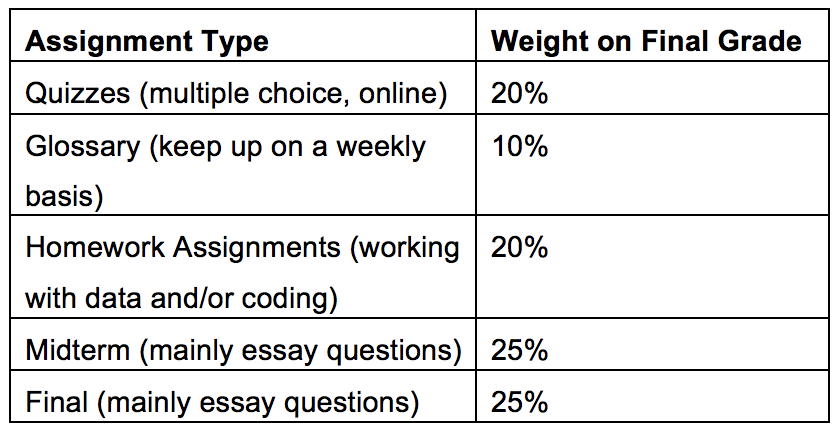 Assignment Type Weight on Final Grade
Quizzes (multiple choice, online) 20%
Glossary (keep up on a weekly 10%
basis)
Homework Assignments (working 20%
with data and/or coding)
Midterm (mainly essay questions) 25%
Final (mainly essay questions) 25%